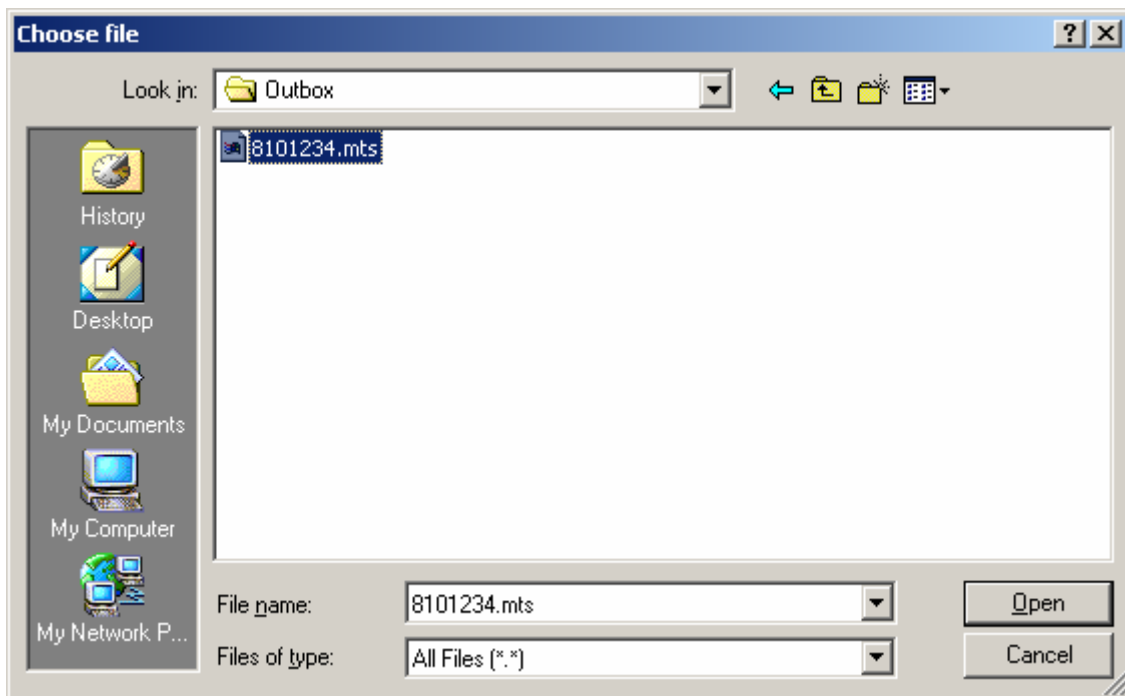 Choose file
Look in: Outbox
8101234.mts
History
Desktop
My Documents
My Computer
My Network P...
File name: 8101234.mts Open
Files of type: All Files (*.*) Cancel